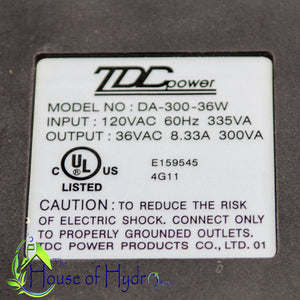 TDC power
MODEL NO : DA-300-36W
INPUT : 120VAC 60Hz 335VA
OUTPUT : 36VAC 8.33A 300VA
C UL US
LISTED
E159545
4G11
CAUTION : TO REDUCE THE RISK
OF ELECTRIC SHOCK. CONNECT ONLY
TO PROPERLY GROUNDED OUTLETS.
TDC POWER PRODUCTS CO., LTD. 01
the
House of Hydro